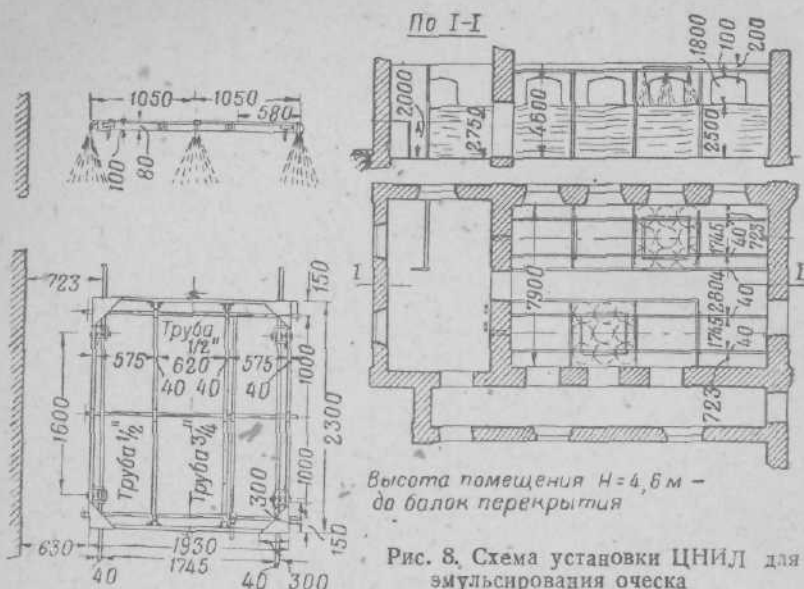 По I-I
1050 1050
580
100
80
2000
2750
4600
1800
100
200
2500
723
150
Труба
1/2"
575 620 575
40 40 40
1000
1600
2300
Труба 1/2"
Труба 3/4"
300
1000
150
630
1930
1745
40
40 300
I
I
7900
1745
40
723
2804
40
1745
40
723
Высота помещения H=4,6м –
до балок перекрытия
Рис. 8. Схема установки ЦНИЛ для
эмульсирования оческа